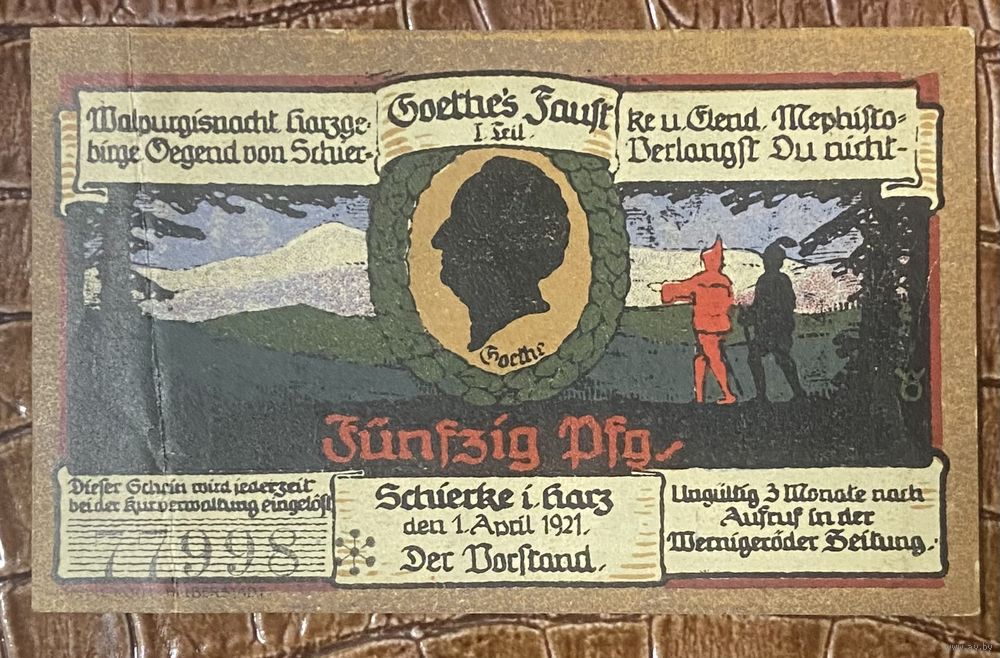 Goethe's Faust
I. Teil.
Walpurgisnacht Harzge-
birge Gegend von Schier-
ke u. Elend. Mephisto=
Verlangst Du nicht-
Goethe
Fünfzig Pfg.
Dieser Schein wird jederzeit
bei der Kurverwaltung eingelöst
77998
Schierke i. Harz
den 1. April 1921.
Der Vorstand.
Ungültig 3 Monate nach
Aufruf in der
Wernigeröder Zeitung.
HALBERSTADT